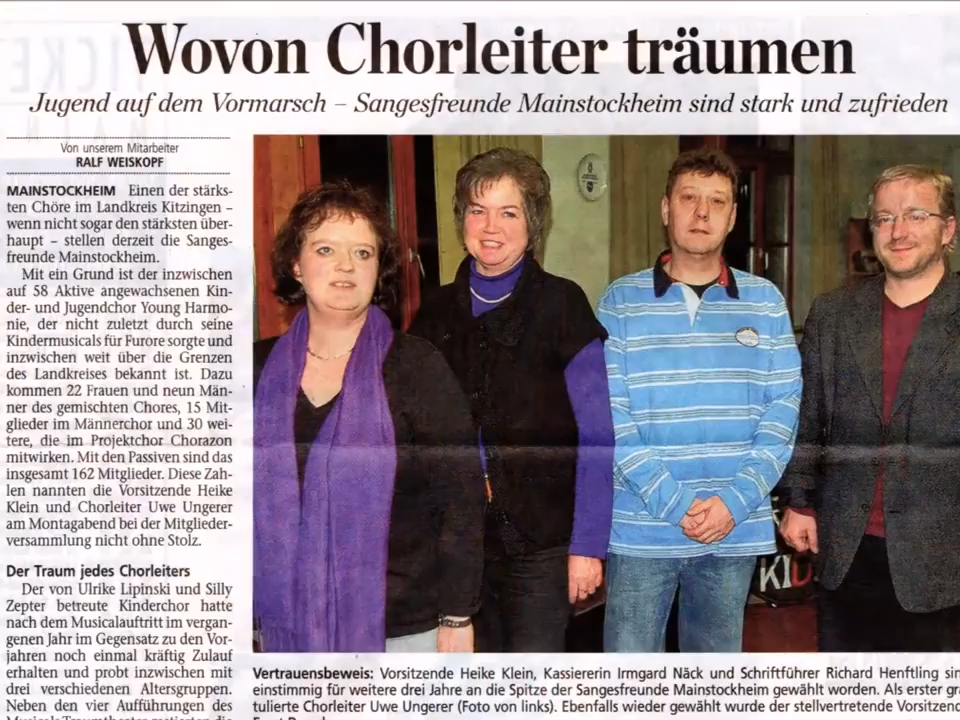 Wovon Chorleiter träumen
Jugend auf dem Vormarsch – Sangesfreunde Mainstockheim sind stark und zufrieden
Von unserem Mitarbeiter
RALF WEISKOPF
MAINSTOCKHEIM Einen der stärks-
ten Chöre im Landkreis Kitzingen –
wenn nicht sogar den stärksten über-
haupt – stellen derzeit die Sanges-
freunde Mainstockheim.
Mit ein Grund ist der inzwischen
auf 58 Aktive angewachsenen Kin-
der- und Jugendchor Young Harmo-
nie, der nicht zuletzt durch seine
Kindermusicals für Furore sorgte und
inzwischen weit über die Grenzen
des Landkreises bekannt ist. Dazu
kommen 22 Frauen und neun Män-
ner des gemischten Chores, 15 Mit-
glieder im Männerchor und 30 wei-
tere, die im Projektchor Chorazon
mitwirken. Mit den Passiven sind das
insgesamt 162 Mitglieder. Diese Zah-
len nannten die Vorsitzende Heike
Klein und Chorleiter Uwe Ungerer
am Montagabend bei der Mitglieder-
versammlung nicht ohne Stolz.
Der Traum jedes Chorleiters
Der von Ulrike Lipinski und Silly
Zepter betreute Kinderchor hatte
nach dem Musicalauftritt im vergan-
genen Jahr im Gegensatz zu den Vor-
jahren noch einmal kräftig Zulauf
erhalten und probt inzwischen mit
drei verschiedenen Altersgruppen.
Neben den vier Aufführungen des
KI
Vertrauensbeweis: Vorsitzende Heike Klein, Kassiererin Irmgard Näck und Schriftführer Richard Henftling sin
einstimmig für weitere drei Jahre an die Spitze der Sangesfreunde Mainstockheim gewählt worden. Als erster gra
tulierte Chorleiter Uwe Ungerer (Foto von links). Ebenfalls wieder gewählt wurde der stellvertretende Vorsitzend